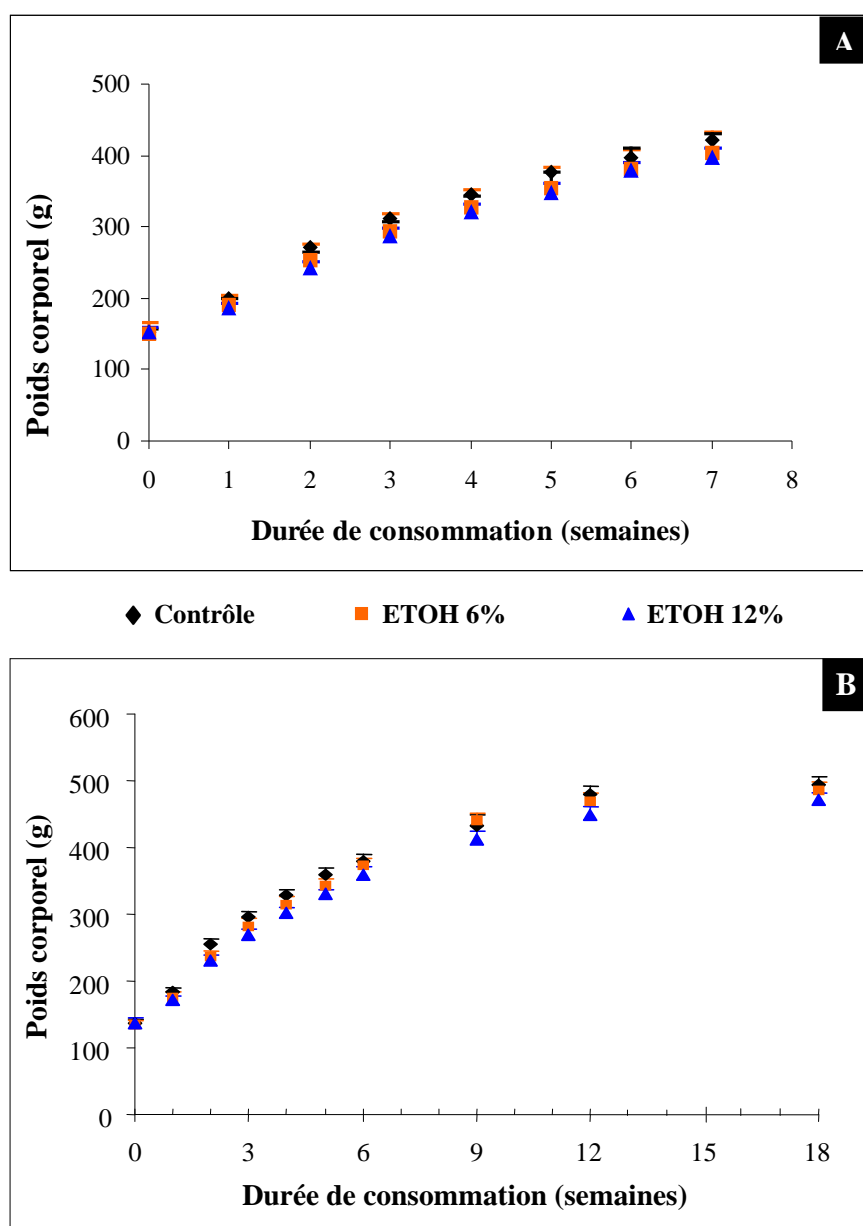 A
500
400
300
200
100
0
0 1 2 3 4 5 6 7 8
Poids corporel (g)
Durée de consommation (semaines)
Contrôle ETOH 6% ETOH 12%
B
600
500
400
300
200
100
0
0 3 6 9 12 15 18
Poids corporel (g)
Durée de consommation (semaines)